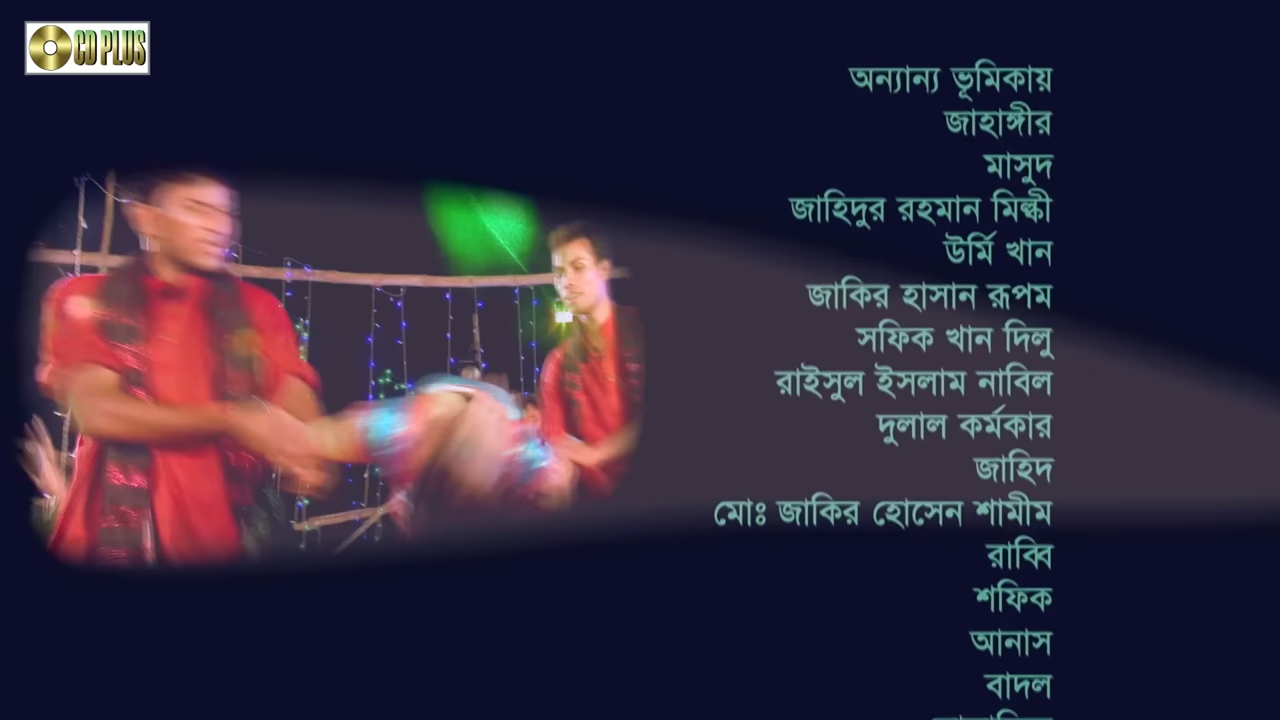 CD PLUS
অন্যান্য ভূমিকায়
জাহাঙ্গীর
মাসুদ
জাহিদুর রহমান মিল্কী
উর্মি খান
জাকির হাসান রূপম
সফিক খান দিলু
রাইসুল ইসলাম নাবিল
দুলাল কর্মকার
জাহিদ
মোঃ জাকির হোসেন শামীম
রাব্বি
শফিক
আনাস
বাদল